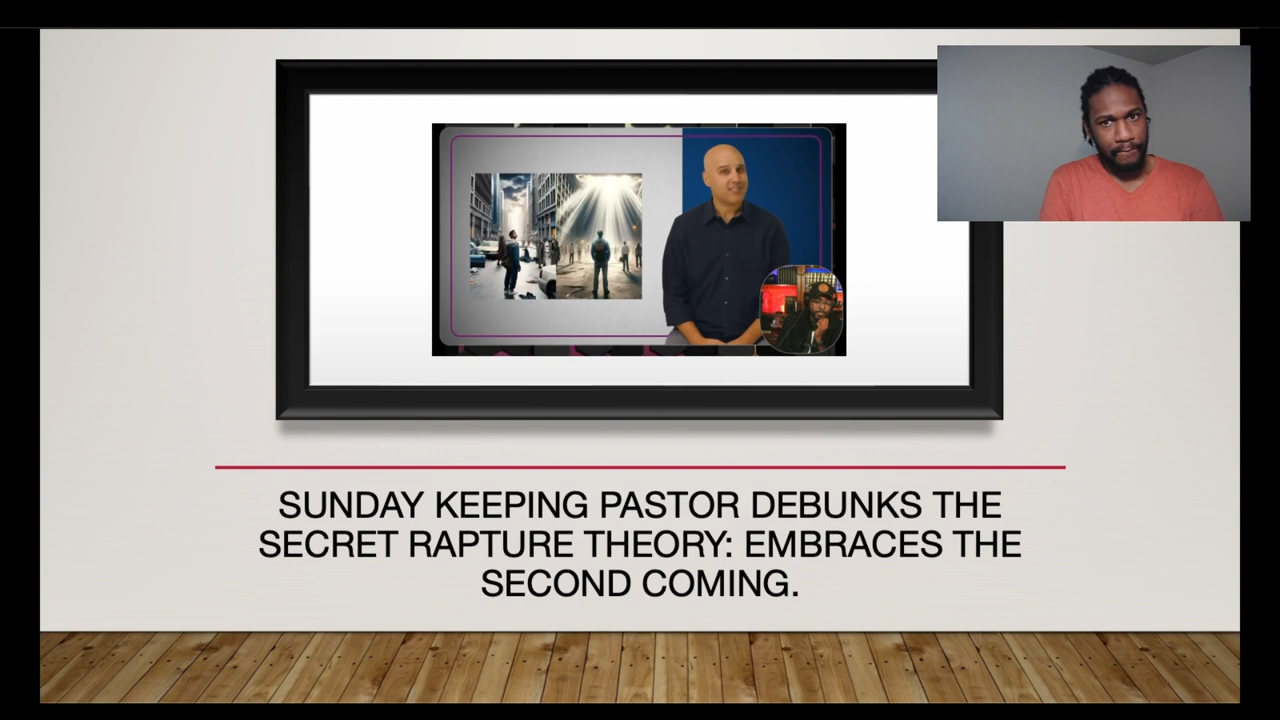 SUNDAY KEEPING PASTOR DEBUNKS THE
SECRET RAPTURE THEORY: EMBRACES THE
SECOND COMING.